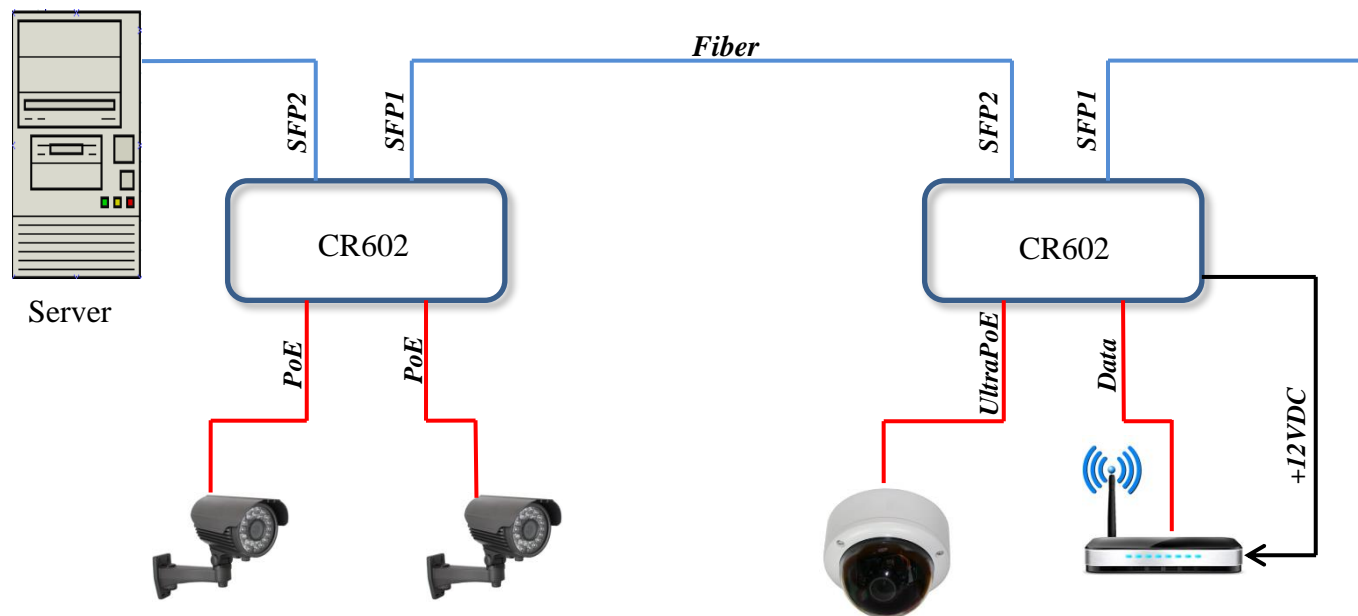 Fiber
SFP2
SFP1
SFP2
SFP1
CR602
CR602
Server
PoE
PoE
UltraPoE
Data
+12VDC